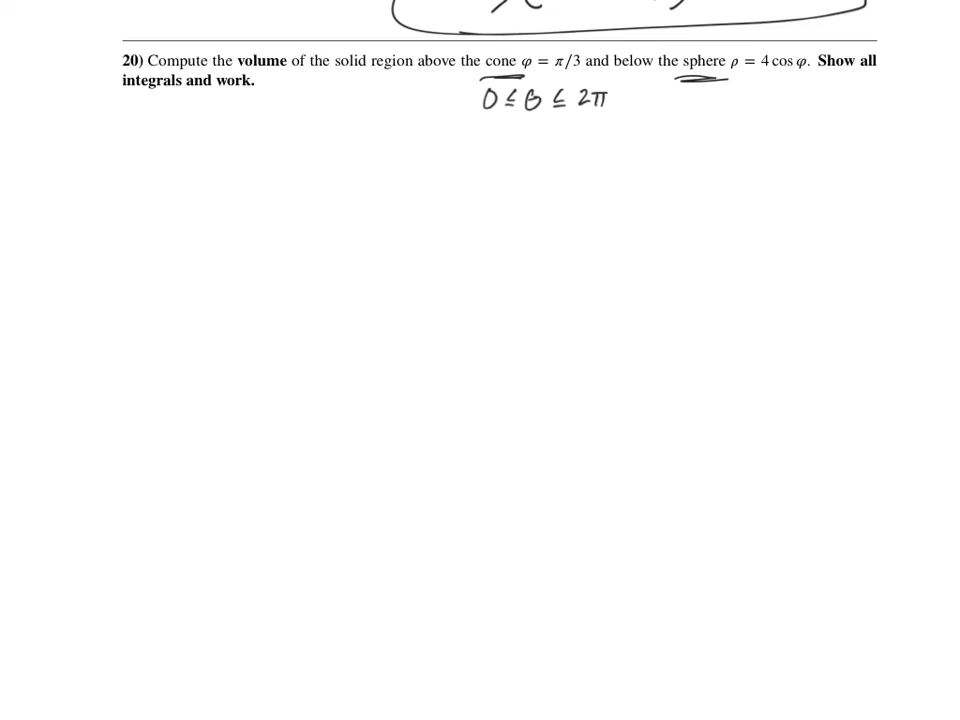 20) Compute the volume of the solid region above the cone φ = π/3 and below the sphere ρ = 4 cos φ. Show all
integrals and work.
0 ≤ θ ≤ 2π